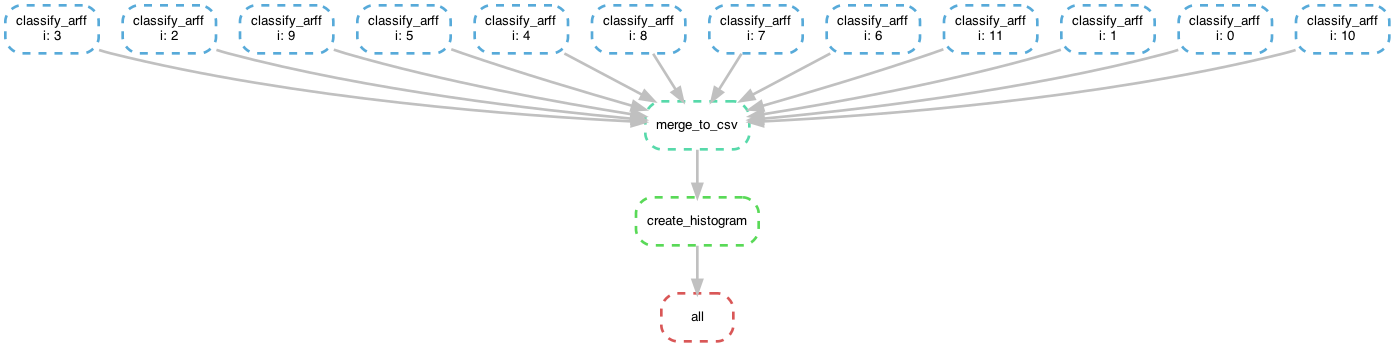 classify_arff
i: 3
classify_arff
i: 2
classify_arff
i: 9
classify_arff
i: 5
classify_arff
i: 4
classify_arff
i: 8
classify_arff
i: 7
classify_arff
i: 6
classify_arff
i: 11
classify_arff
i: 1
classify_arff
i: 0
classify_arff
i: 10
merge_to_csv
create_histogram
all